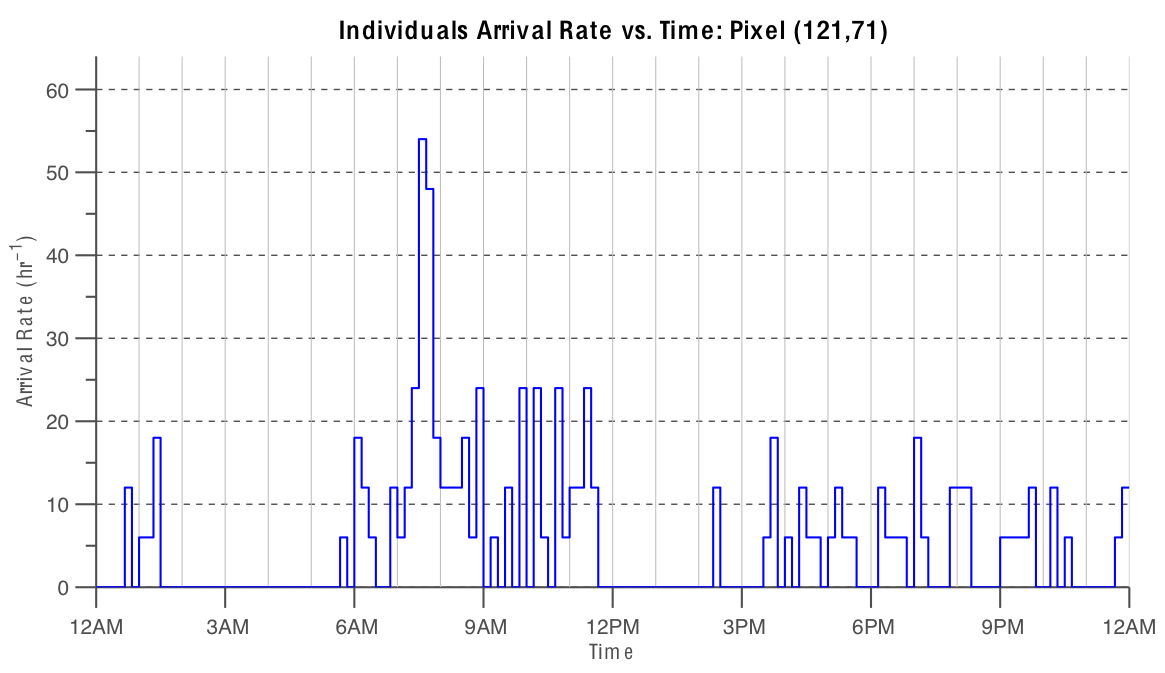 Individuals Arrival Rate vs. Time: Pixel (121,71)
60
50
40
30
20
10
0
Arrival Rate (hr⁻¹)
12AM 3AM 6AM 9AM 12PM 3PM 6PM 9PM 12AM
Time